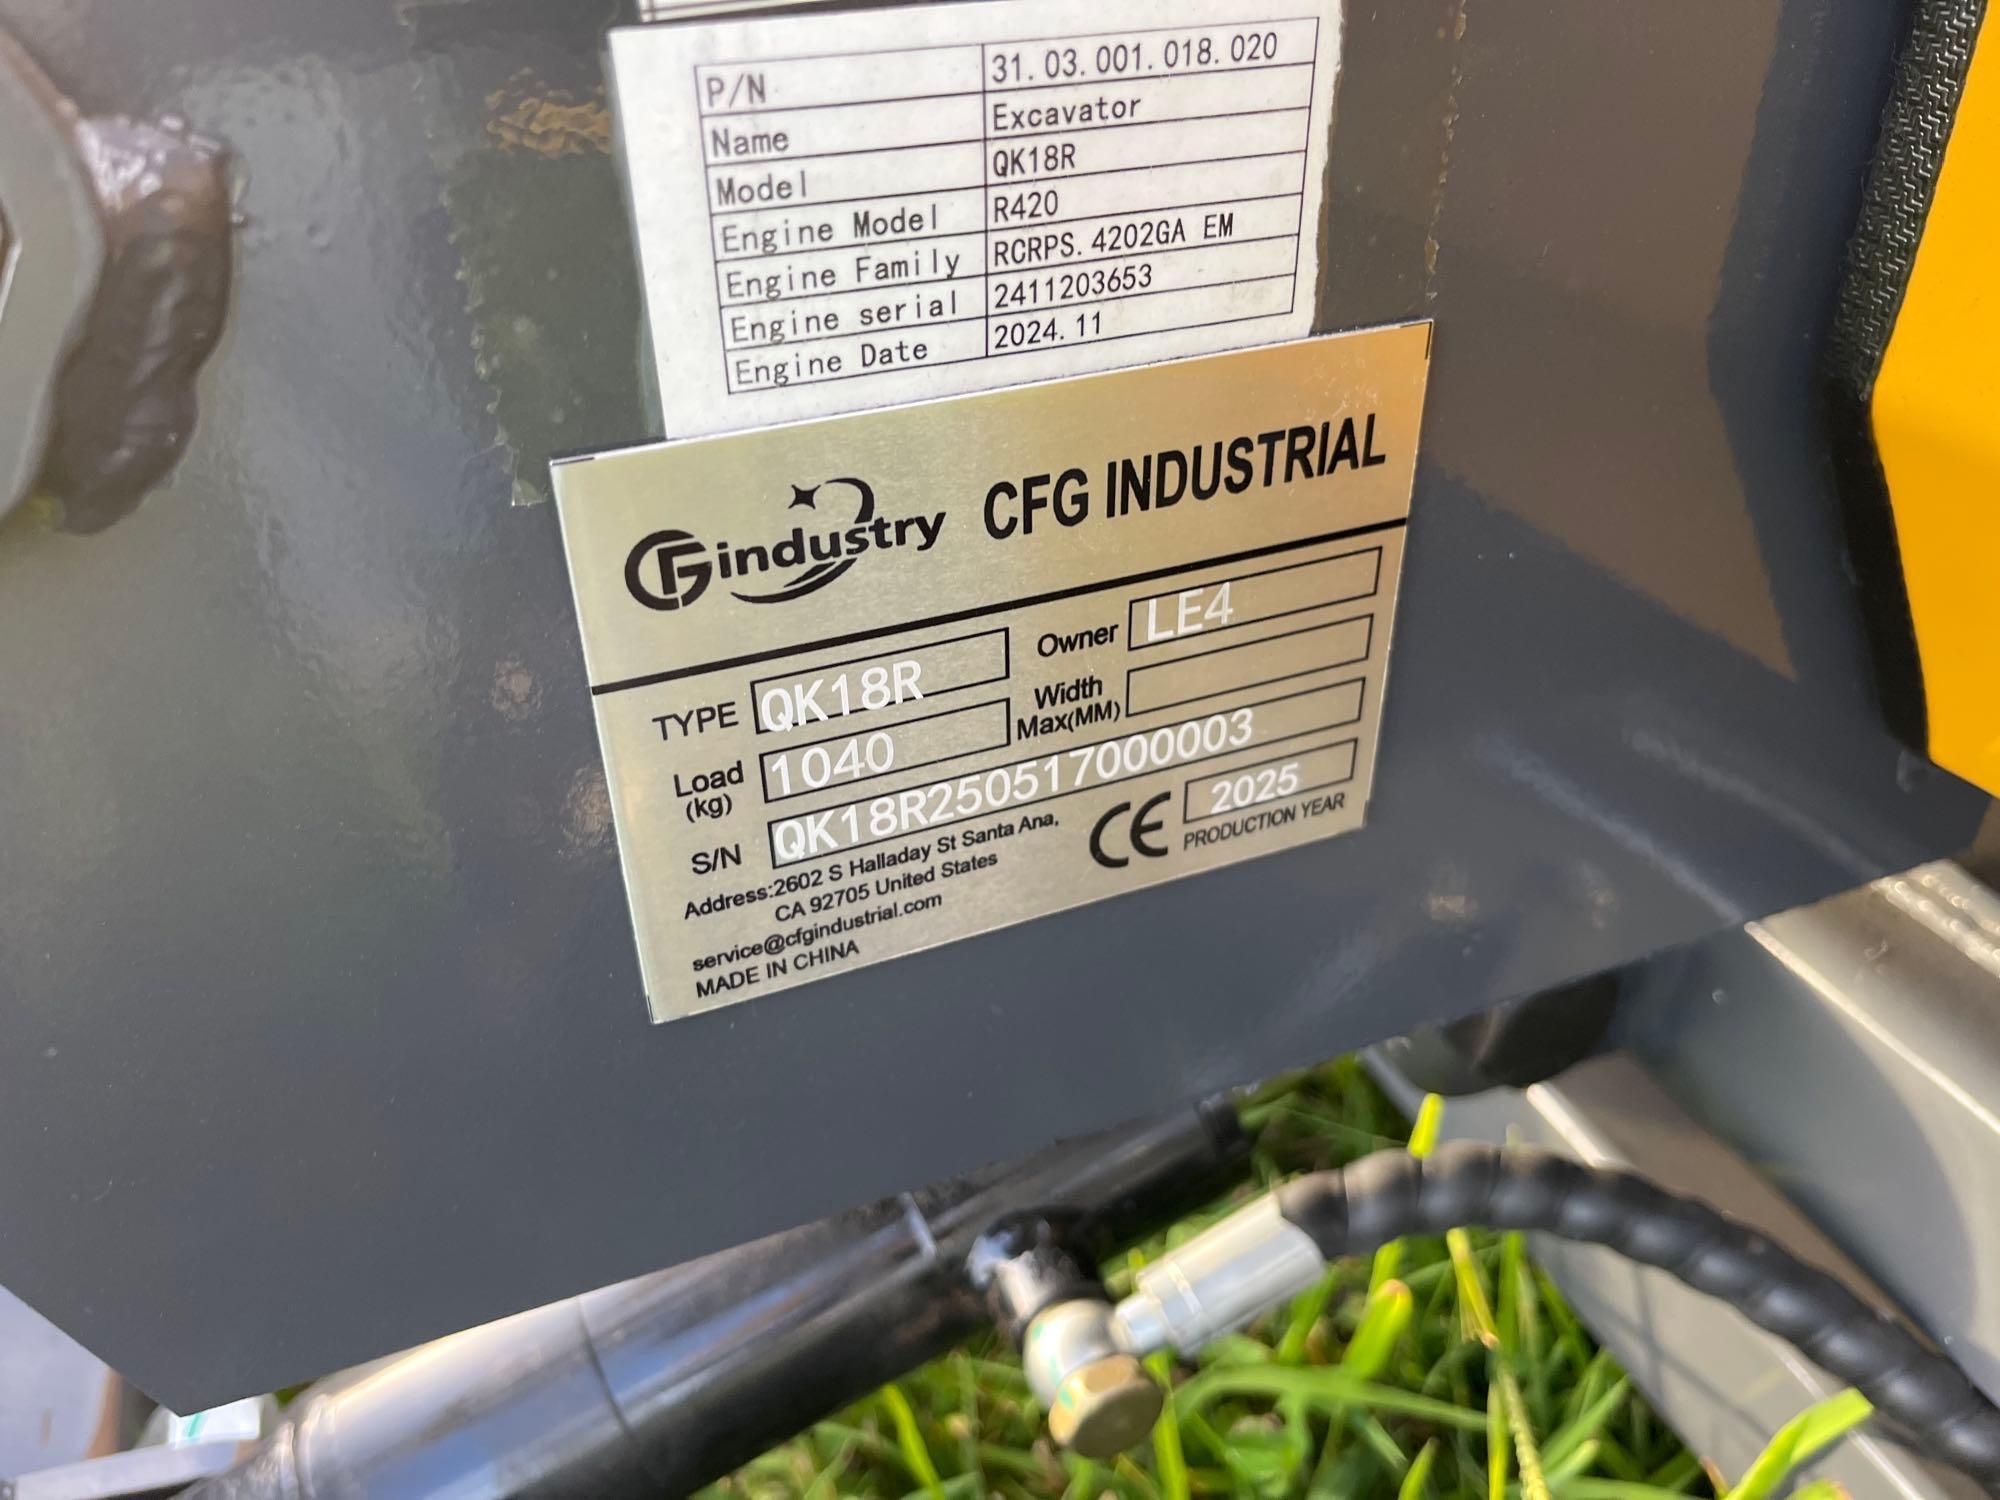 P/N 31.03.001.018.020
Name Excavator
Model QK18R
Engine Model R420
Engine Family RCRPS.4202GA EM
Engine serial 2411203653
Engine Date 2024.11
CFGindustry CFG INDUSTRIAL
TYPE QK18R Owner LE4
Load (kg) 1040 Width Max(MM)
S/N QK18R250517000003
Address:2602 S Halladay St Santa Ana,
CA 92705 United States
CE 2025
PRODUCTION YEAR
service@cfgindustrial.com
MADE IN CHINA